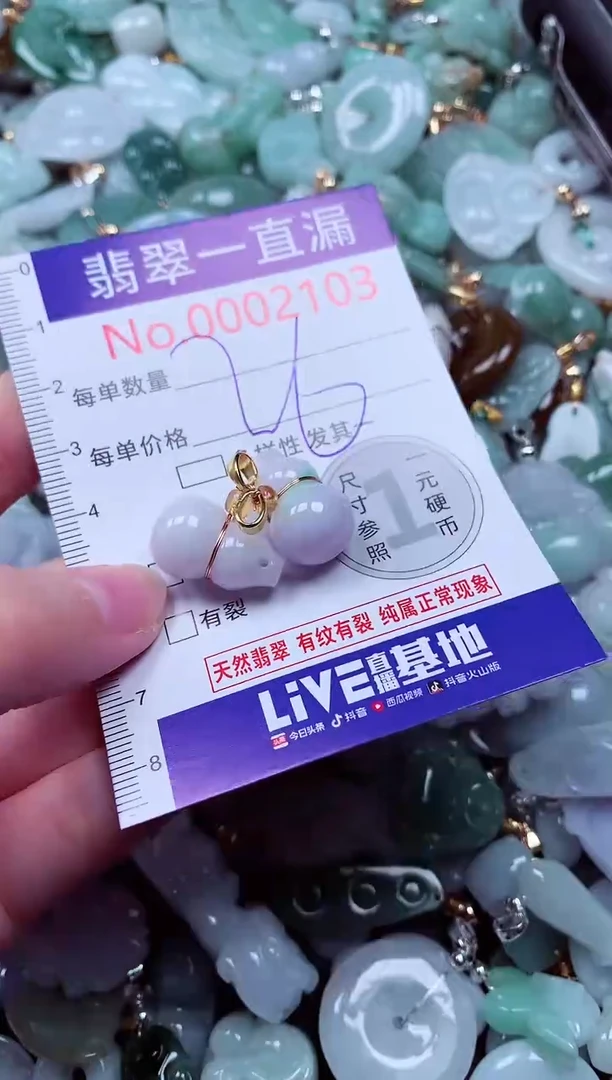 翡翠一直漏
No.0002103
0
1
2
3
4
7
8
每单数量
每单价格
样性发其
尺寸参照
一元硬币
1
有裂
天然翡翠 有纹有裂 纯属正常现象
LiVE直播基地
头条 今日头条 抖音 西瓜视频 抖音火山版